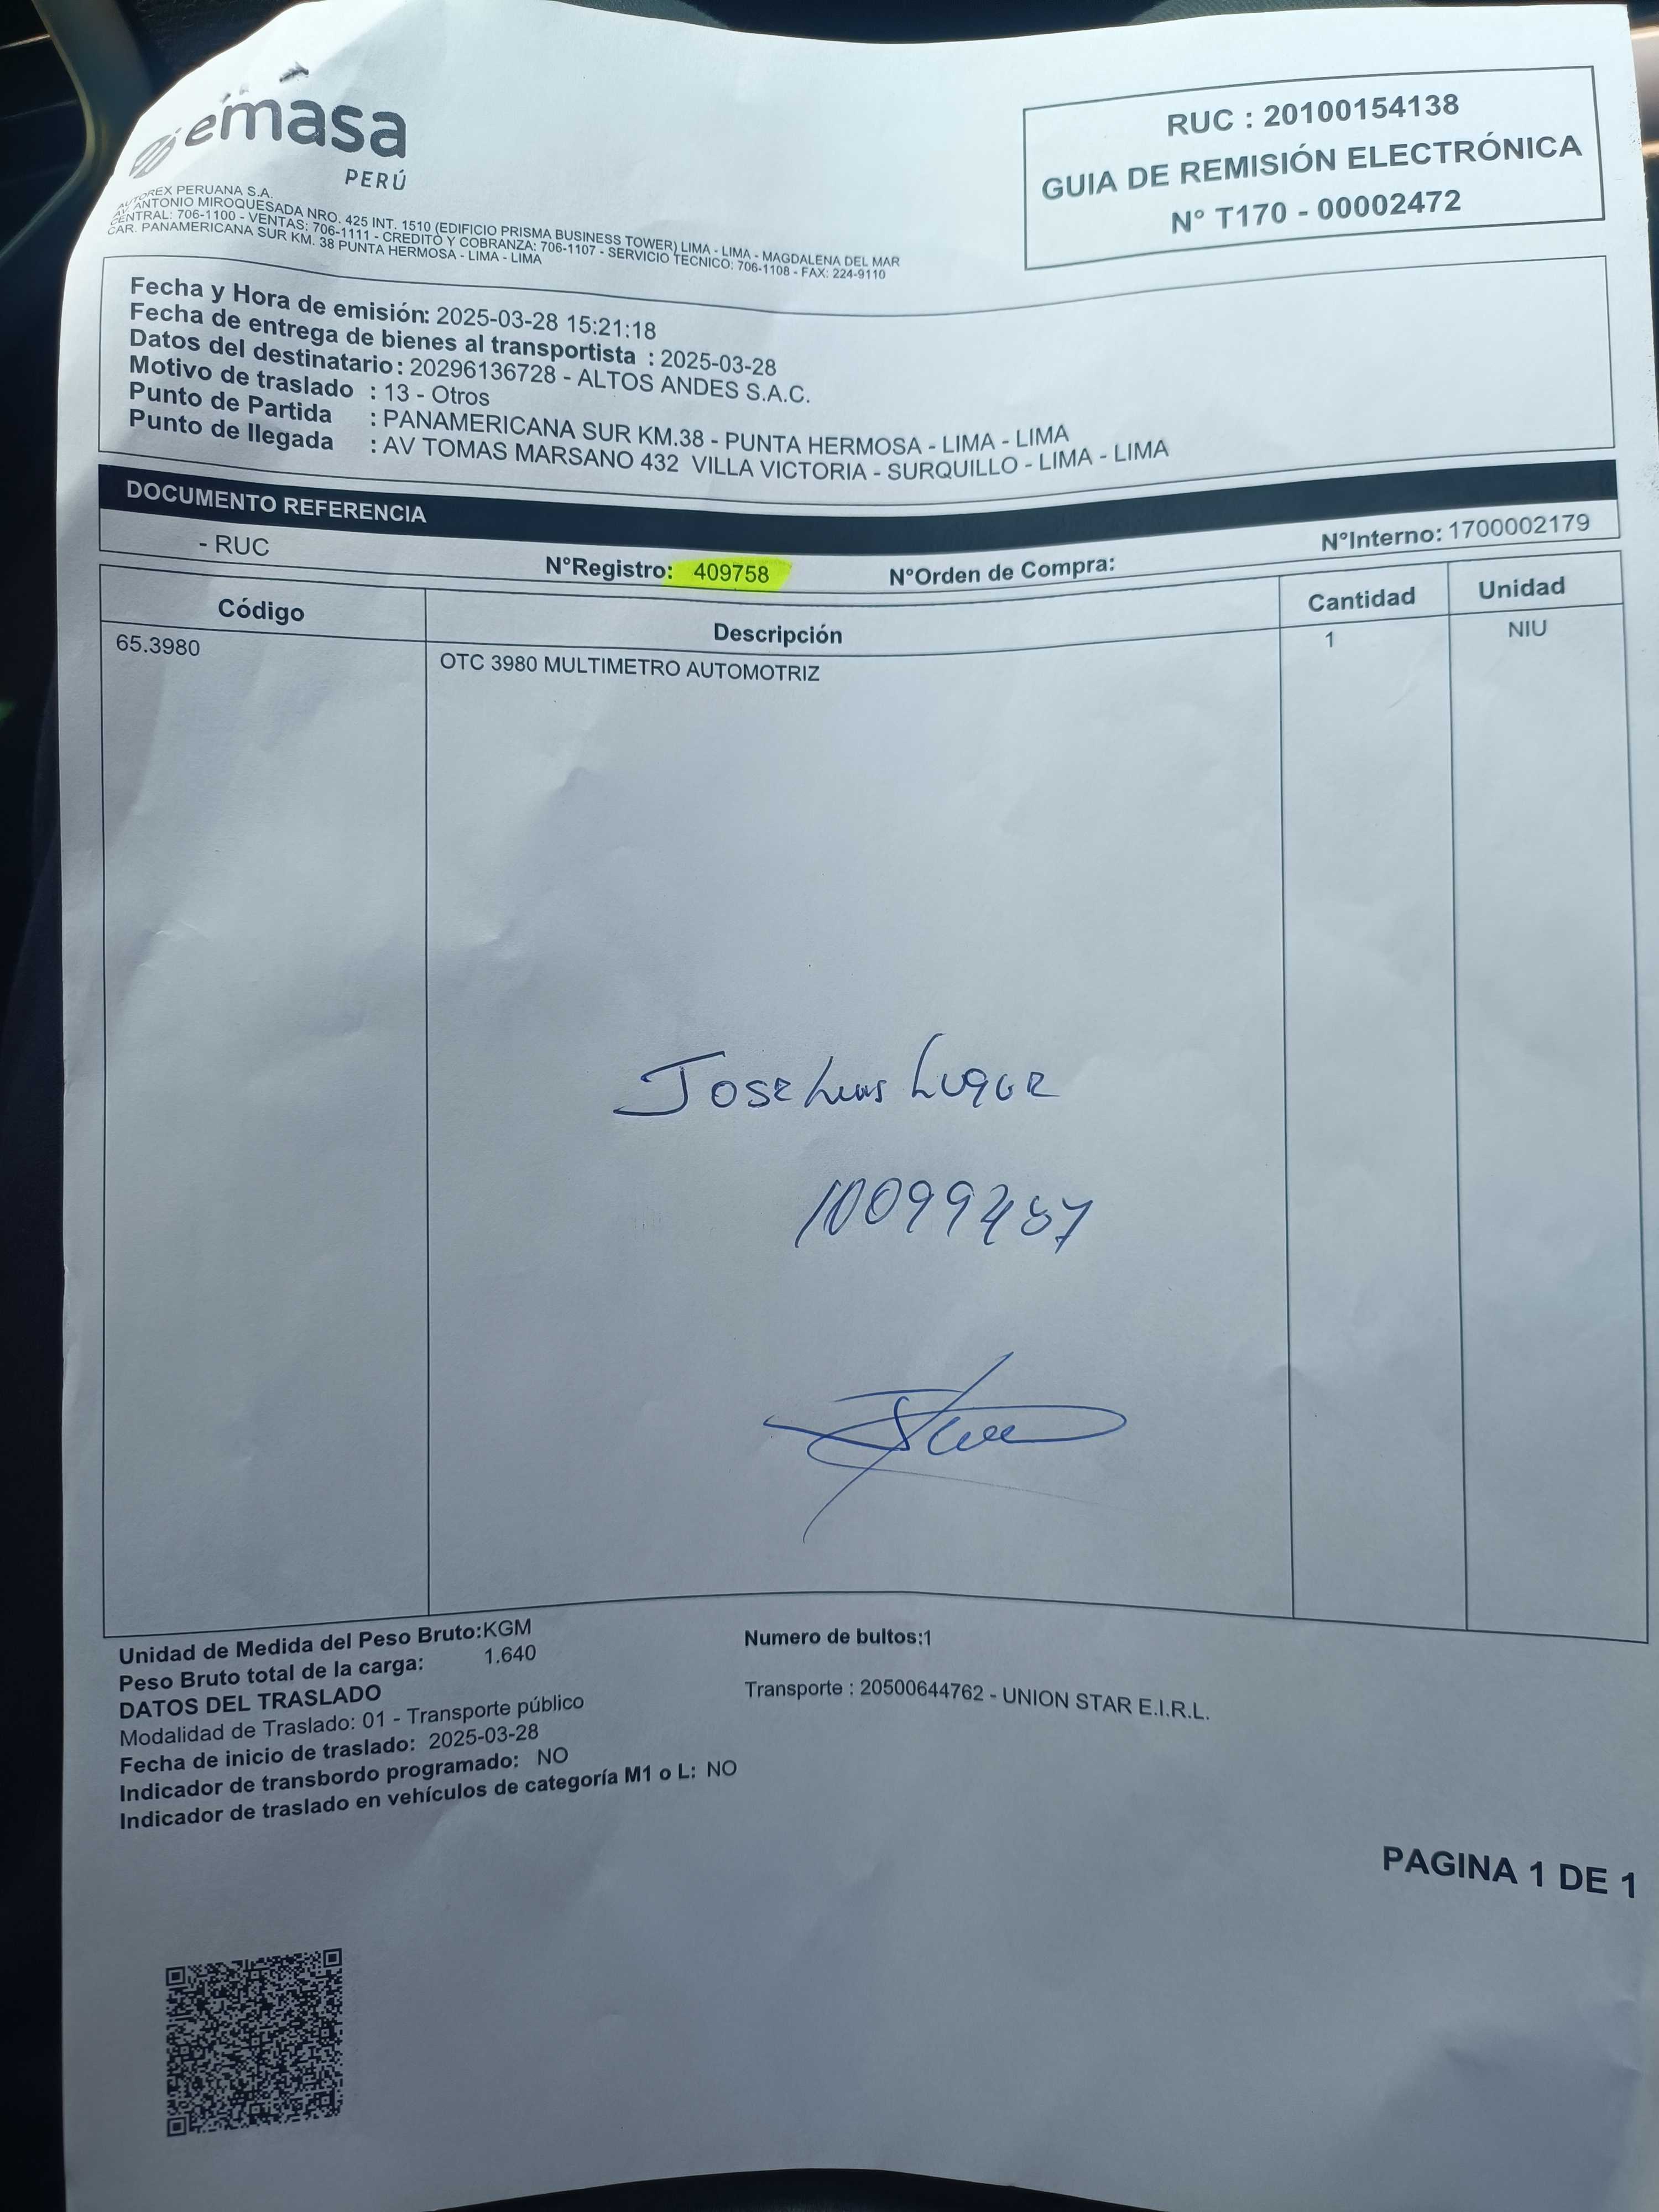 emasa
PERÚ
AUTOREX PERUANA S.A.
AV. ANTONIO MIROQUESADA NRO. 425 INT. 1510 (EDIFICIO PRISMA BUSINESS TOWER) LIMA - LIMA - MAGDALENA DEL MAR
CENTRAL: 706-1100 - VENTAS: 706-1111 - CREDITO Y COBRANZA: 706-1107 - SERVICIO TECNICO: 706-1108 - FAX: 224-9110
CAR. PANAMERICANA SUR KM. 38 PUNTA HERMOSA - LIMA - LIMA
RUC : 20100154138
GUIA DE REMISIÓN ELECTRÓNICA
N° T170 - 00002472
Fecha y Hora de emisión: 2025-03-28 15:21:18
Fecha de entrega de bienes al transportista : 2025-03-28
Datos del destinatario : 20296136728 - ALTOS ANDES S.A.C.
Motivo de traslado : 13 - Otros
Punto de Partida : PANAMERICANA SUR KM.38 - PUNTA HERMOSA - LIMA - LIMA
Punto de llegada : AV TOMAS MARSANO 432 VILLA VICTORIA - SURQUILLO - LIMA - LIMA
DOCUMENTO REFERENCIA
- RUC N°Registro: 409758 N°Orden de Compra: N°Interno: 1700002179
Código Descripción Cantidad Unidad
65.3980 OTC 3980 MULTIMETRO AUTOMOTRIZ 1 NIU
Jose Luis
10099
Unidad de Medida del Peso Bruto:KGM
Peso Bruto total de la carga: 1.640
Numero de bultos:1
DATOS DEL TRASLADO
Modalidad de Traslado: 01 - Transporte público
Transporte : 20500644762 - UNION STAR E.I.R.L.
Fecha de inicio de traslado: 2025-03-28
Indicador de transbordo programado: NO
Indicador de traslado en vehículos de categoría M1 o L: NO
PAGINA 1 DE 1